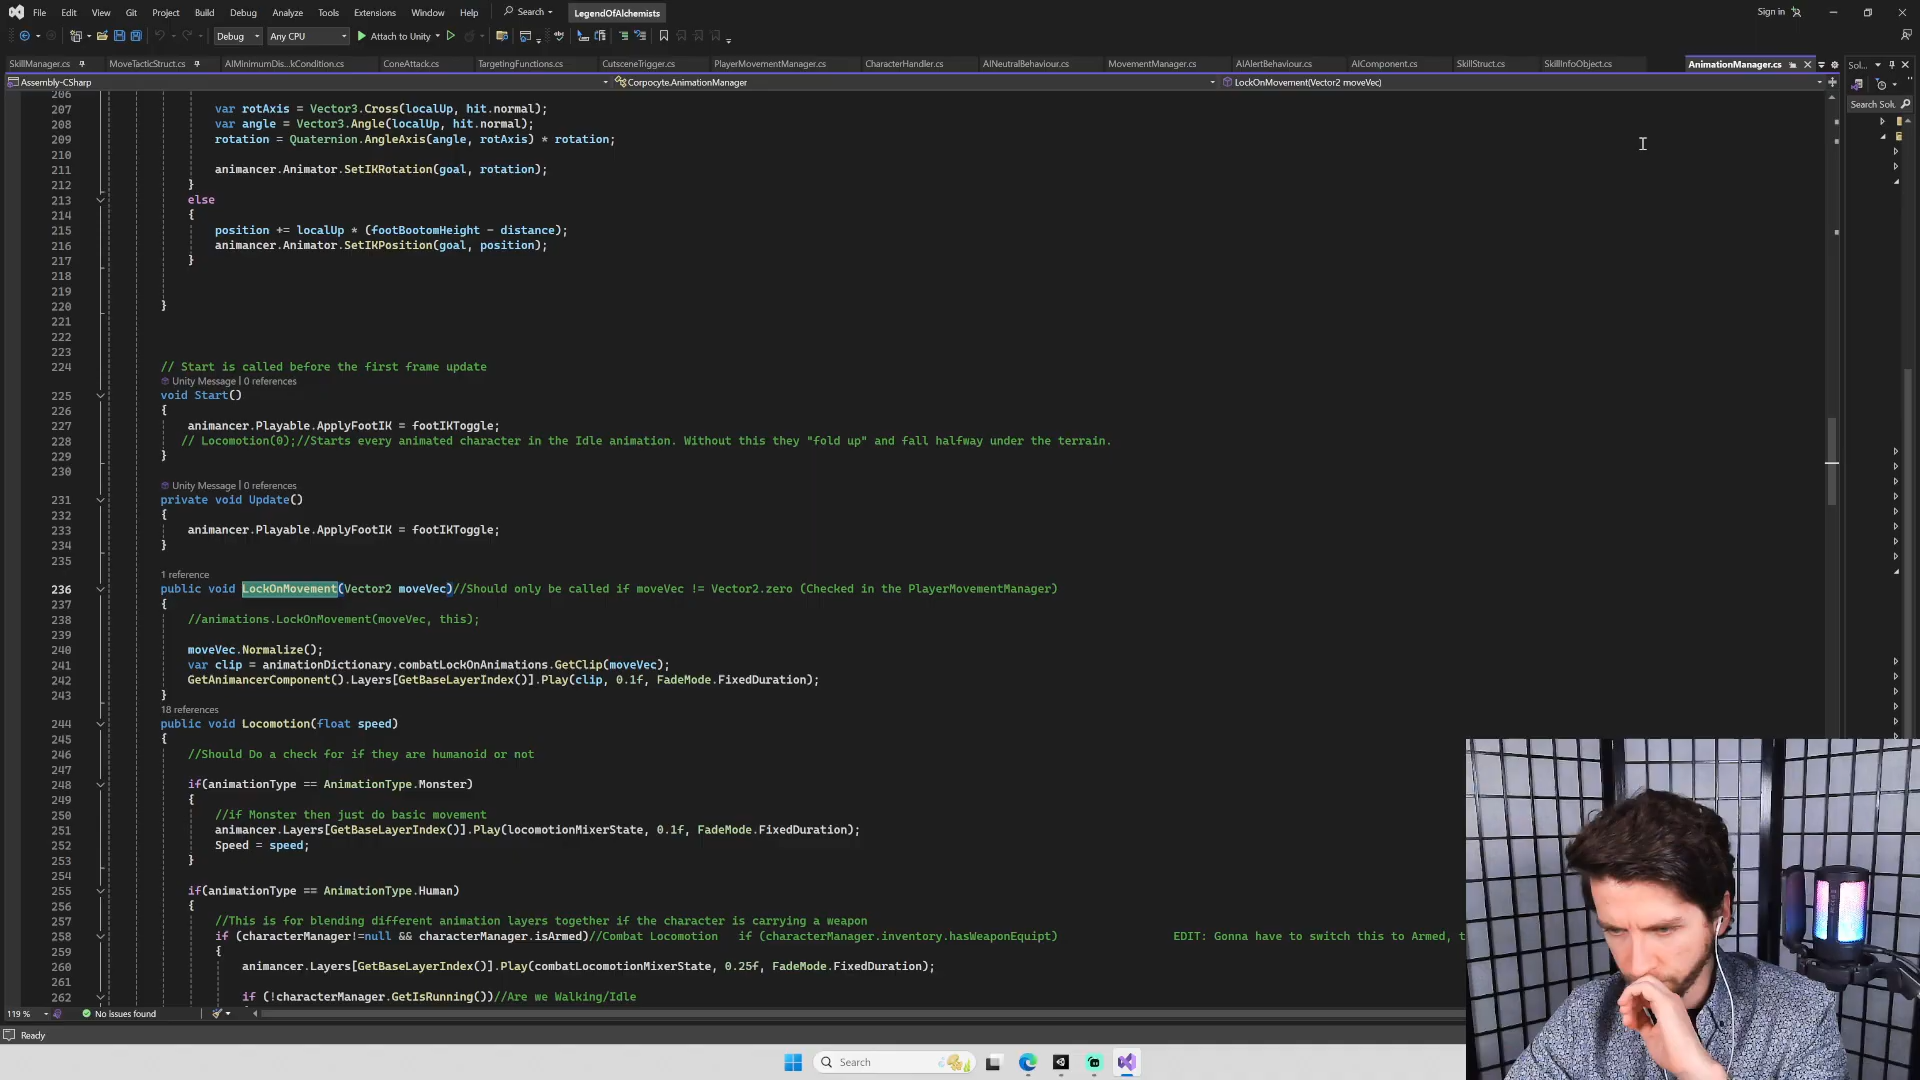 File Edit View Git Project Build Debug Analyze Tools Extensions Window Help Search LegendOfAlchemists Sign in
Debug Any CPU Attach to Unity
SkillManager.cs MoveTacticStruct.cs AIMinimumDis...kCondition.cs ConeAttack.cs TargetingFunctions.cs CutsceneTrigger.cs PlayerMovementManager.cs CharacterHandler.cs AINeutralBehaviour.cs MovementManager.cs AIAlertBehaviour.cs AIComponent.cs SkillStruct.cs SkillInfoObject.cs AnimationManager.cs Sol...
Assembly-CSharp Corpocyte.AnimationManager LockOnMovement(Vector2 moveVec)
Search Solu
206
207 var rotAxis = Vector3.Cross(localUp, hit.normal);
208 var angle = Vector3.Angle(localUp, hit.normal);
209 rotation = Quaternion.AngleAxis(angle, rotAxis) * rotation;
210
211 animancer.Animator.SetIKRotation(goal, rotation);
212 }
213 else
214 {
215 position += localUp * (footBootomHeight - distance);
216 animancer.Animator.SetIKPosition(goal, position);
217 }
218
219
220 }
221
222
223
224 // Start is called before the first frame update
Unity Message | 0 references
225 void Start()
226 {
227 animancer.Playable.ApplyFootIK = footIKToggle;
228 // Locomotion(0);//Starts every animated character in the Idle animation. Without this they "fold up" and fall halfway under the terrain.
229 }
230
Unity Message | 0 references
231 private void Update()
232 {
233 animancer.Playable.ApplyFootIK = footIKToggle;
234 }
235
1 reference
236 public void LockOnMovement(Vector2 moveVec)//Should only be called if moveVec != Vector2.zero (Checked in the PlayerMovementManager)
237 {
238 //animations.LockOnMovement(moveVec, this);
239
240 moveVec.Normalize();
241 var clip = animationDictionary.combatLockOnAnimations.GetClip(moveVec);
242 GetAnimancerComponent().Layers[GetBaseLayerIndex()].Play(clip, 0.1f, FadeMode.FixedDuration);
243 }
18 references
244 public void Locomotion(float speed)
245 {
246 //Should Do a check for if they are humanoid or not
247
248 if(animationType == AnimationType.Monster)
249 {
250 //if Monster then just do basic movement
251 animancer.Layers[GetBaseLayerIndex()].Play(locomotionMixerState, 0.1f, FadeMode.FixedDuration);
252 Speed = speed;
253 }
254
255 if(animationType == AnimationType.Human)
256 {
257 //This is for blending different animation layers together if the character is carrying a weapon
258 if (characterManager!=null && characterManager.isArmed)//Combat Locomotion if (characterManager.inventory.hasWeaponEquipt) EDIT: Gonna have to switch this to Armed, t
259 {
260 animancer.Layers[GetBaseLayerIndex()].Play(combatLocomotionMixerState, 0.25f, FadeMode.FixedDuration);
261
262 if (!characterManager.GetIsRunning())//Are we Walking/Idle
119 % No issues found
Ready
Search